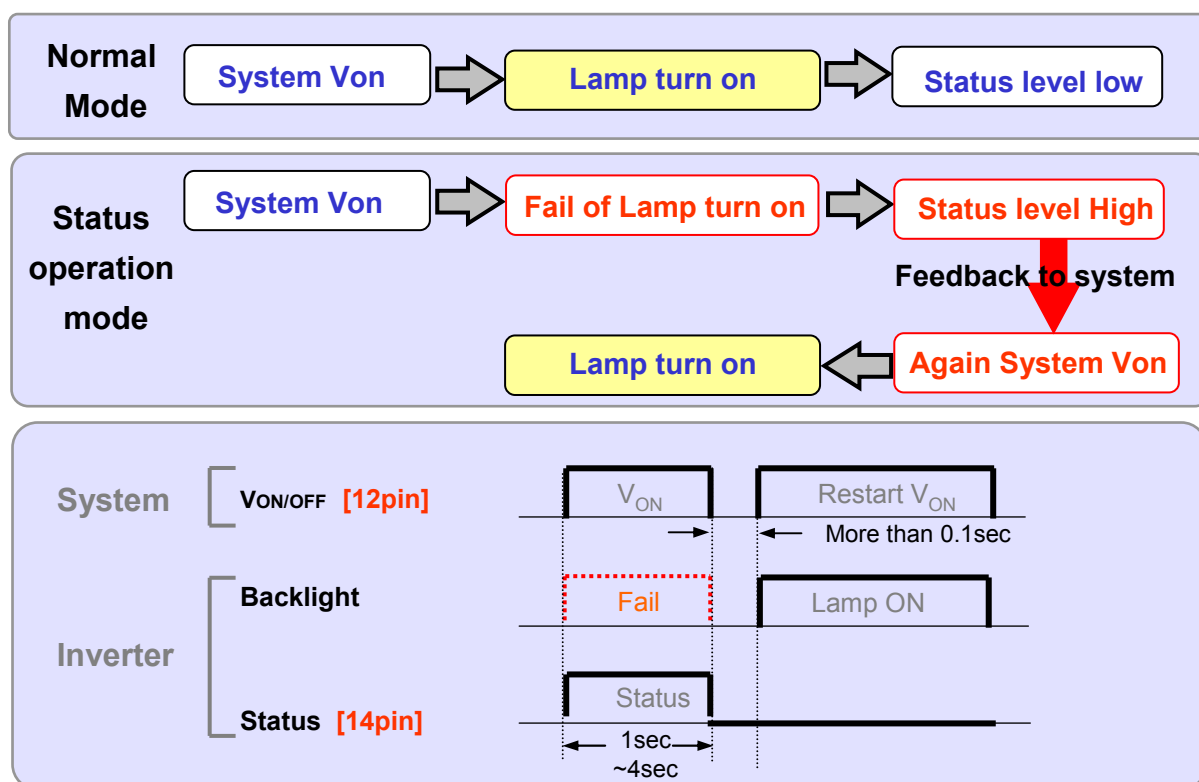 Normal
Mode
System Von
Lamp turn on
Status level low
Status
operation
mode
System Von
Fail of Lamp turn on
Status level High
Feedback to system
Lamp turn on
Again System Von
System
VON/OFF [12pin]
VON
Restart VON
More than 0.1sec
Inverter
Backlight
Fail
Lamp ON
Status [14pin]
Status
1sec
~4sec